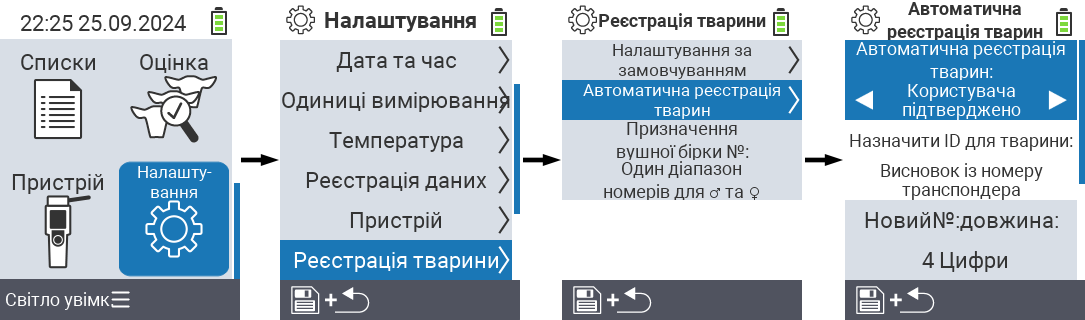 22:25 25.09.2024
Списки
Оцінка
Пристрій
Налашту-
вання
Світло увімк.
Налаштування
Дата та час
Одиниці вимірювання
Температура
Реєстрація даних
Пристрій
Реєстрація тварини
+
Реєстрація тварини
Налаштування за
замовчуванням
Автоматична реєстрація
тварин
Призначення
вушної бірки №:
Один діапазон
номерів для ♂ та ♀
+
Автоматична
реєстрація тварин
Автоматична реєстрація
тварин:
Користувача
підтверджено
Назначити ID для тварини:
Висновок із номеру
транспондера
Новий№:довжина:
4 Цифри
+